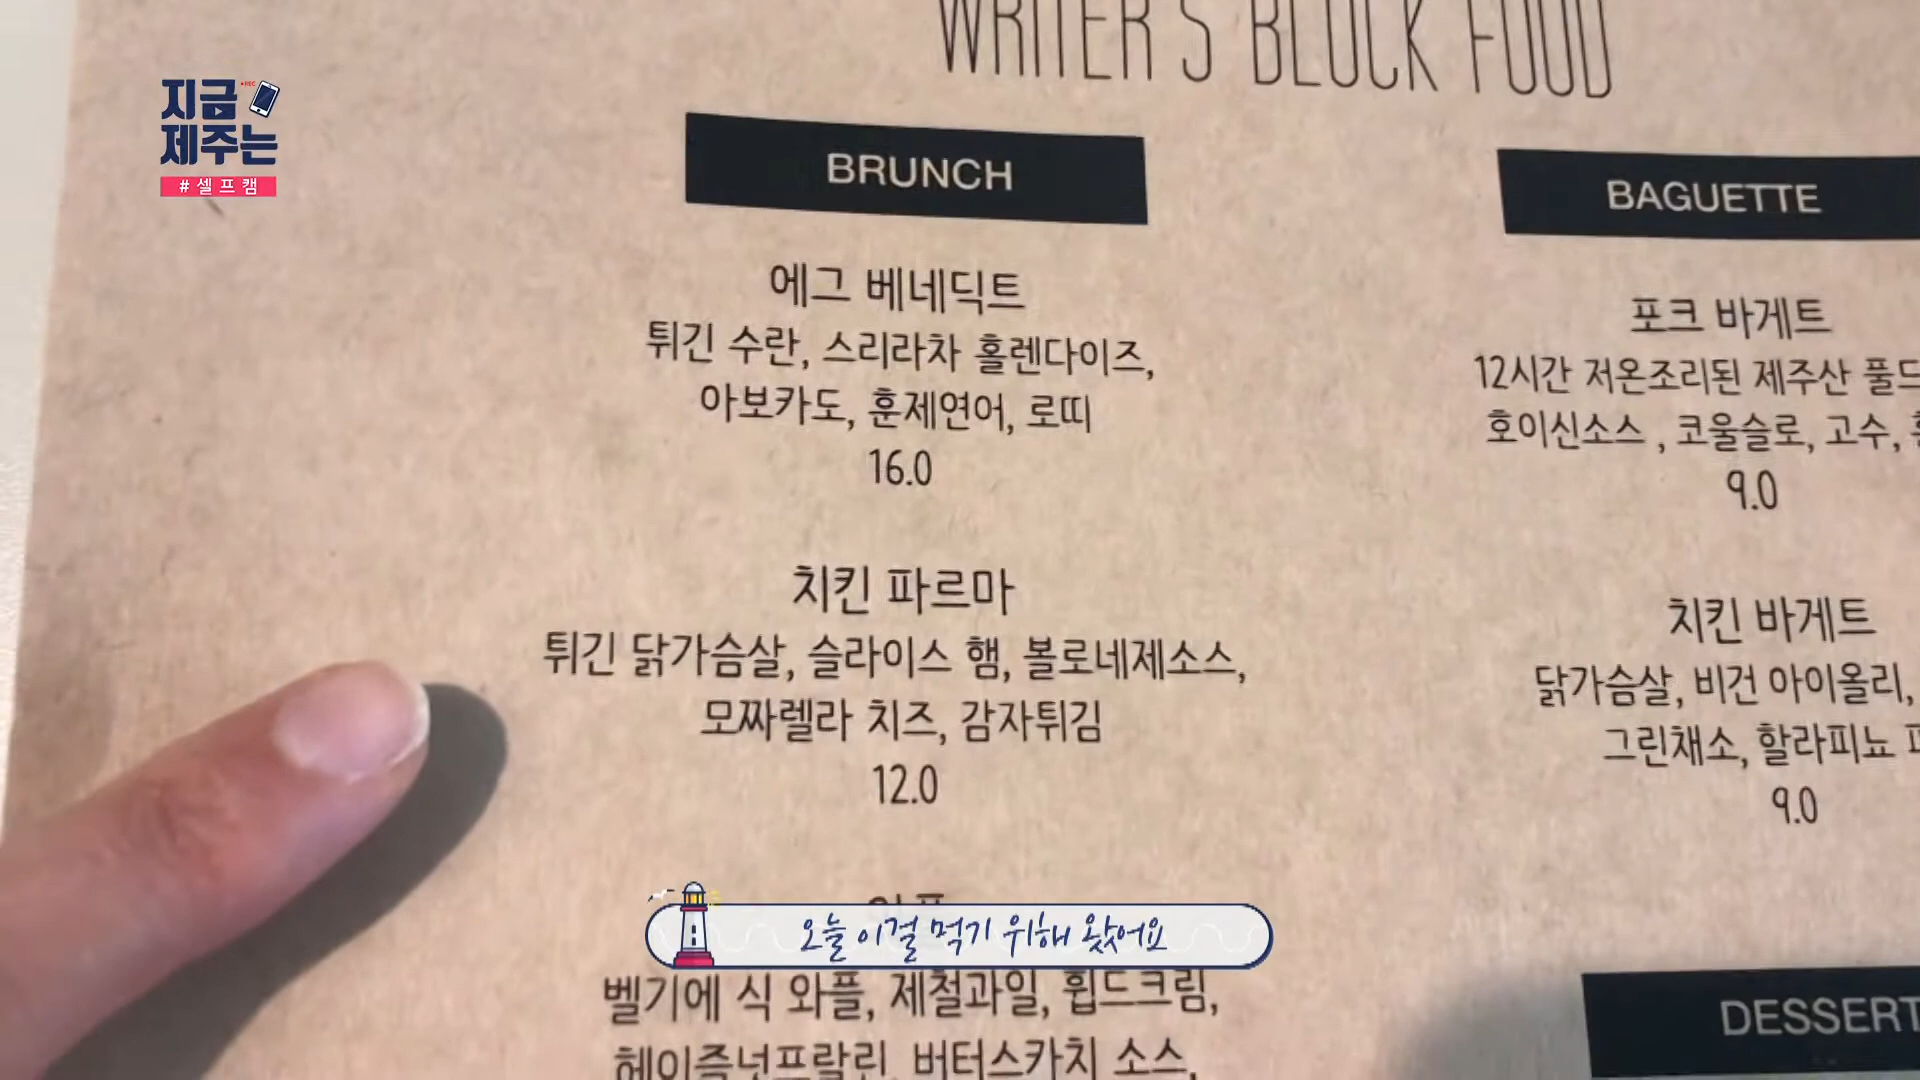 지금
제주는
#셀프캠
WRITER'S BLOCK FOOD
BRUNCH
에그 베네딕트
튀긴 수란, 스리라차 홀렌다이즈,
아보카도, 훈제연어, 로띠
16.0
치킨 파르마
튀긴 닭가슴살, 슬라이스 햄, 볼로네제소스,
모짜렐라 치즈, 감자튀김
12.0
오늘 이걸 먹기 위해 왔어요
벨기에 식 와플, 제철과일, 휩드크림,
헤이즐넛프랄린, 버터스카치 소스,
BAGUETTE
포크 바게트
12시간 저온조리된 제주산 풀드
호이신소스 , 코울슬로, 고수,
9.0
치킨 바게트
닭가슴살, 비건 아이올리,
그린채소, 할라피뇨
9.0
DESSERT